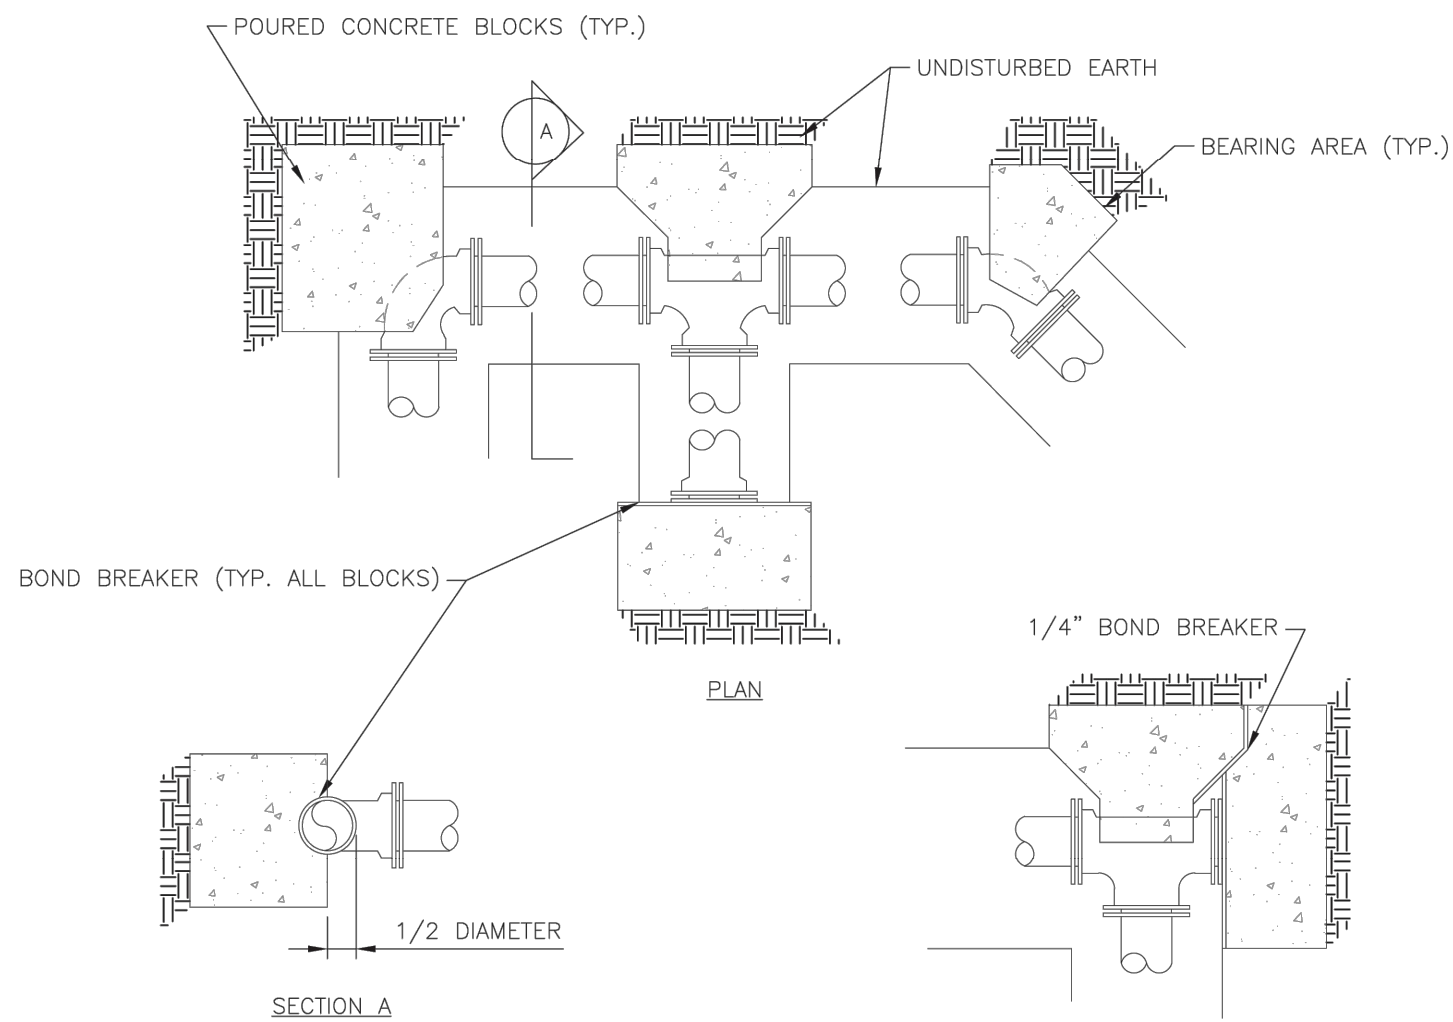 POURED CONCRETE BLOCKS (TYP.)
UNDISTURBED EARTH
A
BEARING AREA (TYP.)
BOND BREAKER (TYP. ALL BLOCKS)
1/4" BOND BREAKER
PLAN
1/2 DIAMETER
SECTION A